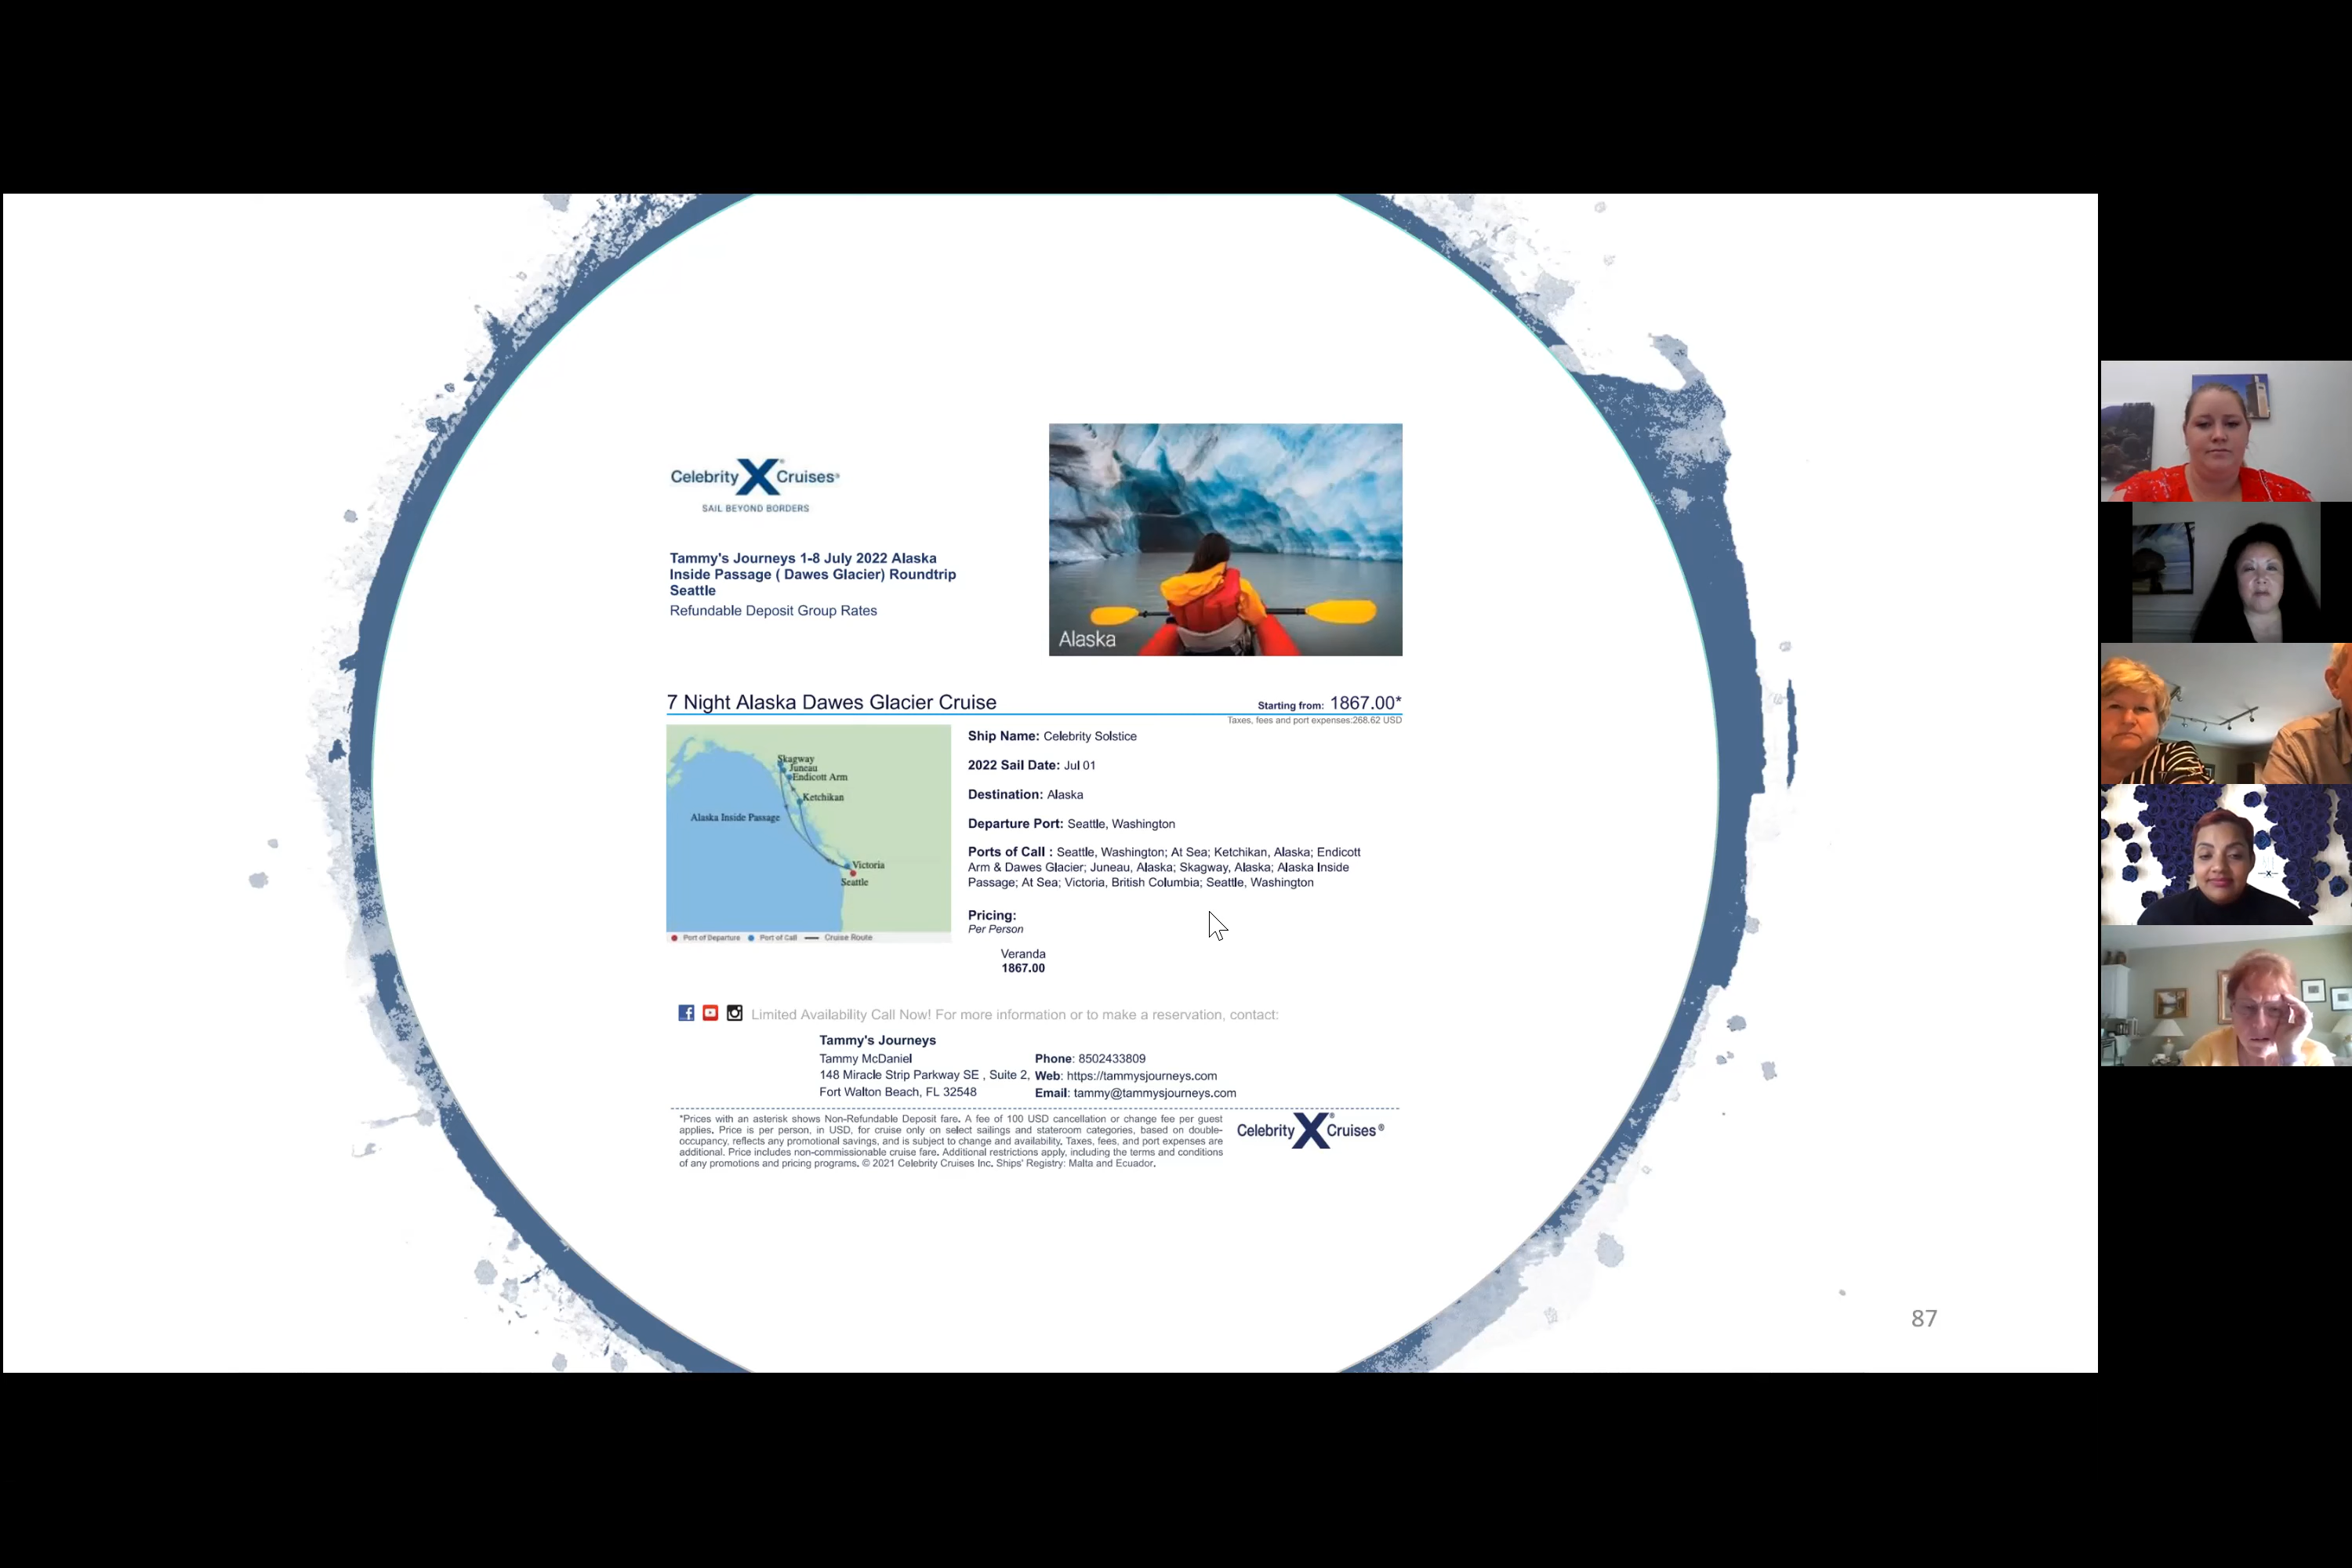 Celebrity X Cruises®
SAIL BEYOND BORDERS
Tammy's Journeys 1-8 July 2022 Alaska
Inside Passage ( Dawes Glacier) Roundtrip
Seattle
Refundable Deposit Group Rates
Alaska
7 Night Alaska Dawes Glacier Cruise
Starting from: 1867.00*
Taxes, fees and port expenses:268.62 USD
Skagway
Juneau
Endicott Arm
Ketchikan
Alaska Inside Passage
Victoria
Seattle
Port of Departure Port of Call Cruise Route
Ship Name: Celebrity Solstice
2022 Sail Date: Jul 01
Destination: Alaska
Departure Port: Seattle, Washington
Ports of Call : Seattle, Washington; At Sea; Ketchikan, Alaska; Endicott
Arm & Dawes Glacier; Juneau, Alaska; Skagway, Alaska; Alaska Inside
Passage; At Sea; Victoria, British Columbia; Seattle, Washington
Pricing:
Per Person
Veranda
1867.00
Limited Availability Call Now! For more information or to make a reservation, contact:
Tammy's Journeys
Tammy McDaniel
148 Miracle Strip Parkway SE , Suite 2,
Fort Walton Beach, FL 32548
Phone: 8502433809
Web: https://tammysjourneys.com
Email: tammy@tammysjourneys.com
*Prices with an asterisk shows Non-Refundable Deposit fare. A fee of 100 USD cancellation or change fee per guest
applies. Price is per person, in USD, for cruise only on select sailings and stateroom categories, based on double-
occupancy, reflects any promotional savings, and is subject to change and availability. Taxes, fees, and port expenses are
additional. Price includes non-commissionable cruise fare. Additional restrictions apply, including the terms and conditions
of any promotions and pricing programs. © 2021 Celebrity Cruises Inc. Ships' Registry: Malta and Ecuador.
Celebrity X Cruises®
87